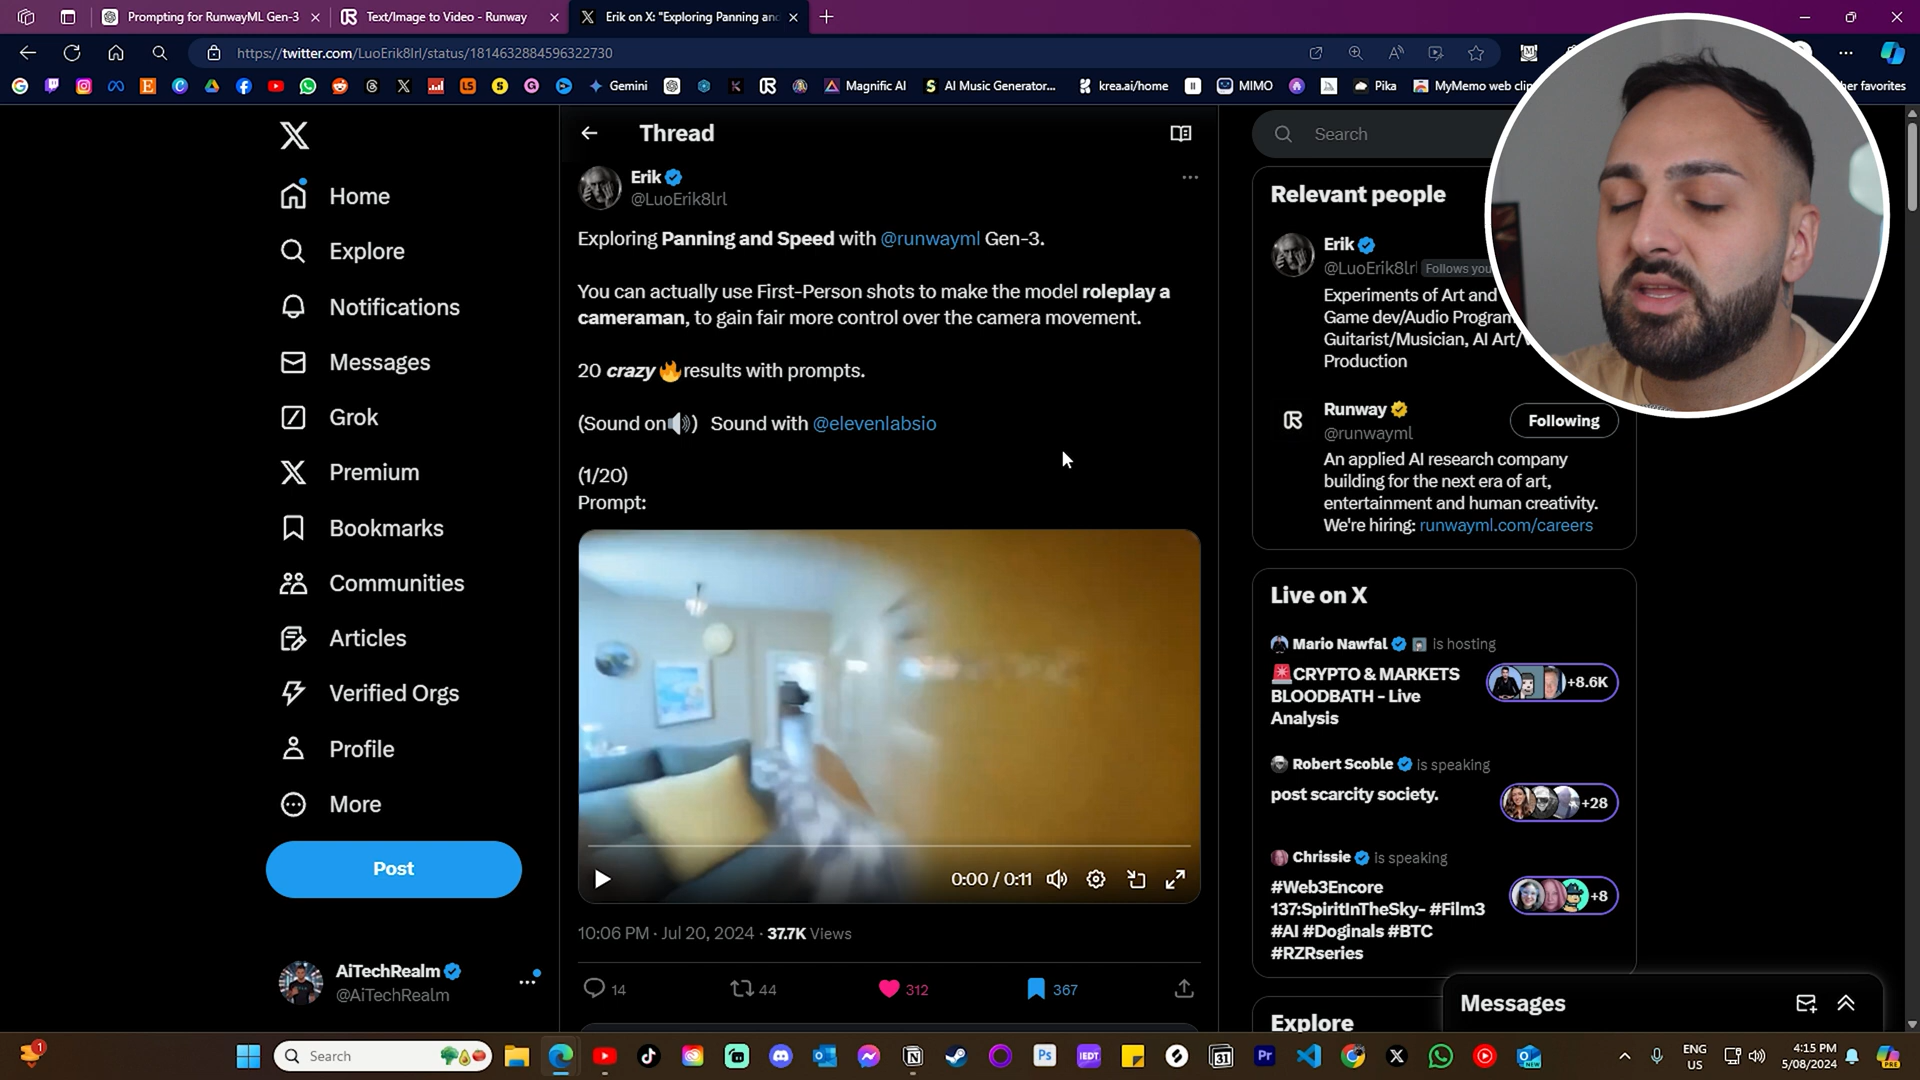 Prompting for RunwayML Gen-3
Text/Image to Video - Runway
Erik on X: "Exploring Panning and
https://twitter.com/LuoErik8lrl/status/1814632884596322730
Gemini
Magnific AI
AI Music Generator...
krea.ai/home
MIMO
Pika
MyMemo web clip
her favorites
Home
Explore
Notifications
Messages
Grok
Premium
Bookmarks
Communities
Articles
Verified Orgs
Profile
More
Post
AiTechRealm
@AiTechRealm
Thread
Erik
@LuoErik8lrl
Exploring Panning and Speed with @runwayml Gen-3.
You can actually use First-Person shots to make the model roleplay a
cameraman, to gain fair more control over the camera movement.
20 crazy 🔥results with prompts.
(Sound on🔊) Sound with @elevenlabsio
(1/20)
Prompt:
0:00 / 0:11
10:06 PM · Jul 20, 2024 · 37.7K Views
14
44
312
367
Search
Relevant people
Erik
@LuoErik8lrl Follows you
Experiments of Art and
Game dev/Audio Program
Guitarist/Musician, AI Art/V
Production
Runway
@runwayml
Following
An applied AI research company
building for the next era of art,
entertainment and human creativity.
We're hiring: runwayml.com/careers
Live on X
Mario Nawfal is hosting
🚨CRYPTO & MARKETS
BLOODBATH - Live
Analysis
+8.6K
Robert Scoble is speaking
post scarcity society.
+28
Chrissie is speaking
#Web3Encore
137:SpiritInTheSky- #Film3
#AI #Doginals #BTC
#RZRseries
+8
Explore
Messages
1
Search
Ps
IEDT
31
Pr
ENG
US
4:15 PM
5/08/2024